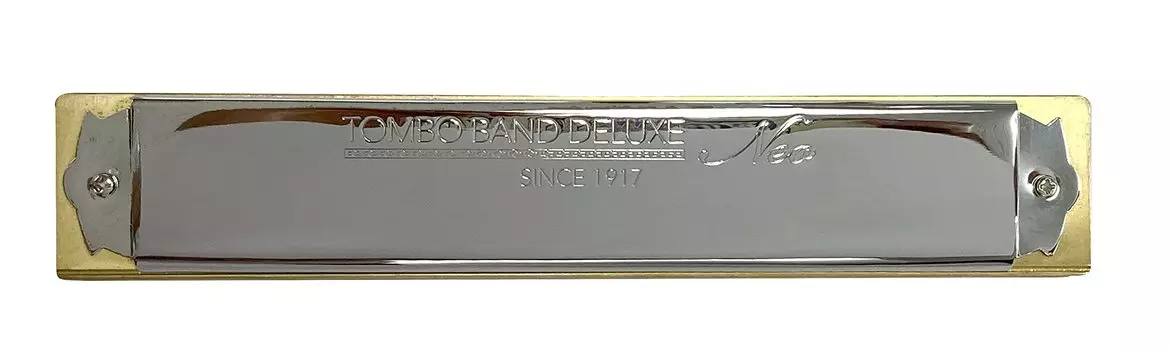 TOMBO BAND DELUXE Neo
SINCE 1917